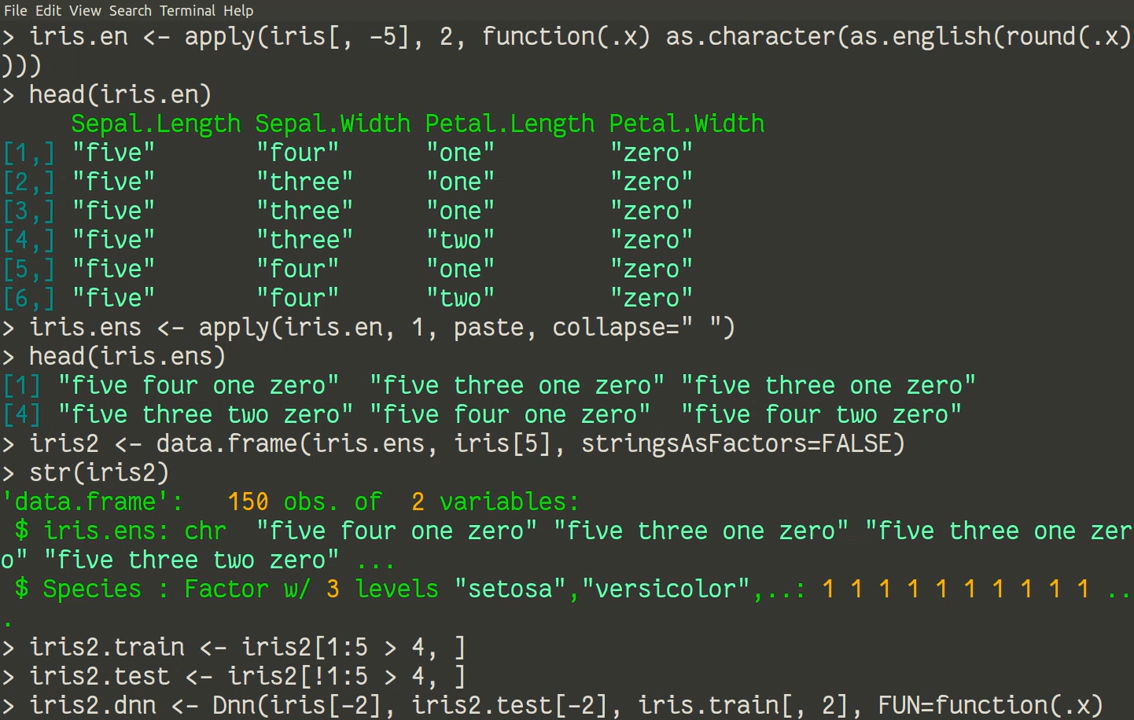 File Edit View Search Terminal Help
> iris.en <- apply(iris[, -5], 2, function(.x) as.character(as.english(round(.x)
)))
> head(iris.en)
     Sepal.Length Sepal.Width Petal.Length Petal.Width
[1,] "five"       "four"      "one"        "zero"
[2,] "five"       "three"     "one"        "zero"
[3,] "five"       "three"     "one"        "zero"
[4,] "five"       "three"     "two"        "zero"
[5,] "five"       "four"      "one"        "zero"
[6,] "five"       "four"      "two"        "zero"
> iris.ens <- apply(iris.en, 1, paste, collapse=" ")
> head(iris.ens)
[1] "five four one zero"  "five three one zero" "five three one zero"
[4] "five three two zero" "five four one zero"  "five four two zero"
> iris2 <- data.frame(iris.ens, iris[5], stringsAsFactors=FALSE)
> str(iris2)
'data.frame':   150 obs. of  2 variables:
 $ iris.ens: chr  "five four one zero" "five three one zero" "five three one zer
o" "five three two zero" ...
 $ Species : Factor w/ 3 levels "setosa","versicolor",..: 1 1 1 1 1 1 1 1 1 1 ..
.
> iris2.train <- iris2[1:5 > 4, ]
> iris2.test <- iris2[!1:5 > 4, ]
> iris2.dnn <- Dnn(iris[-2], iris2.test[-2], iris.train[, 2], FUN=function(.x)